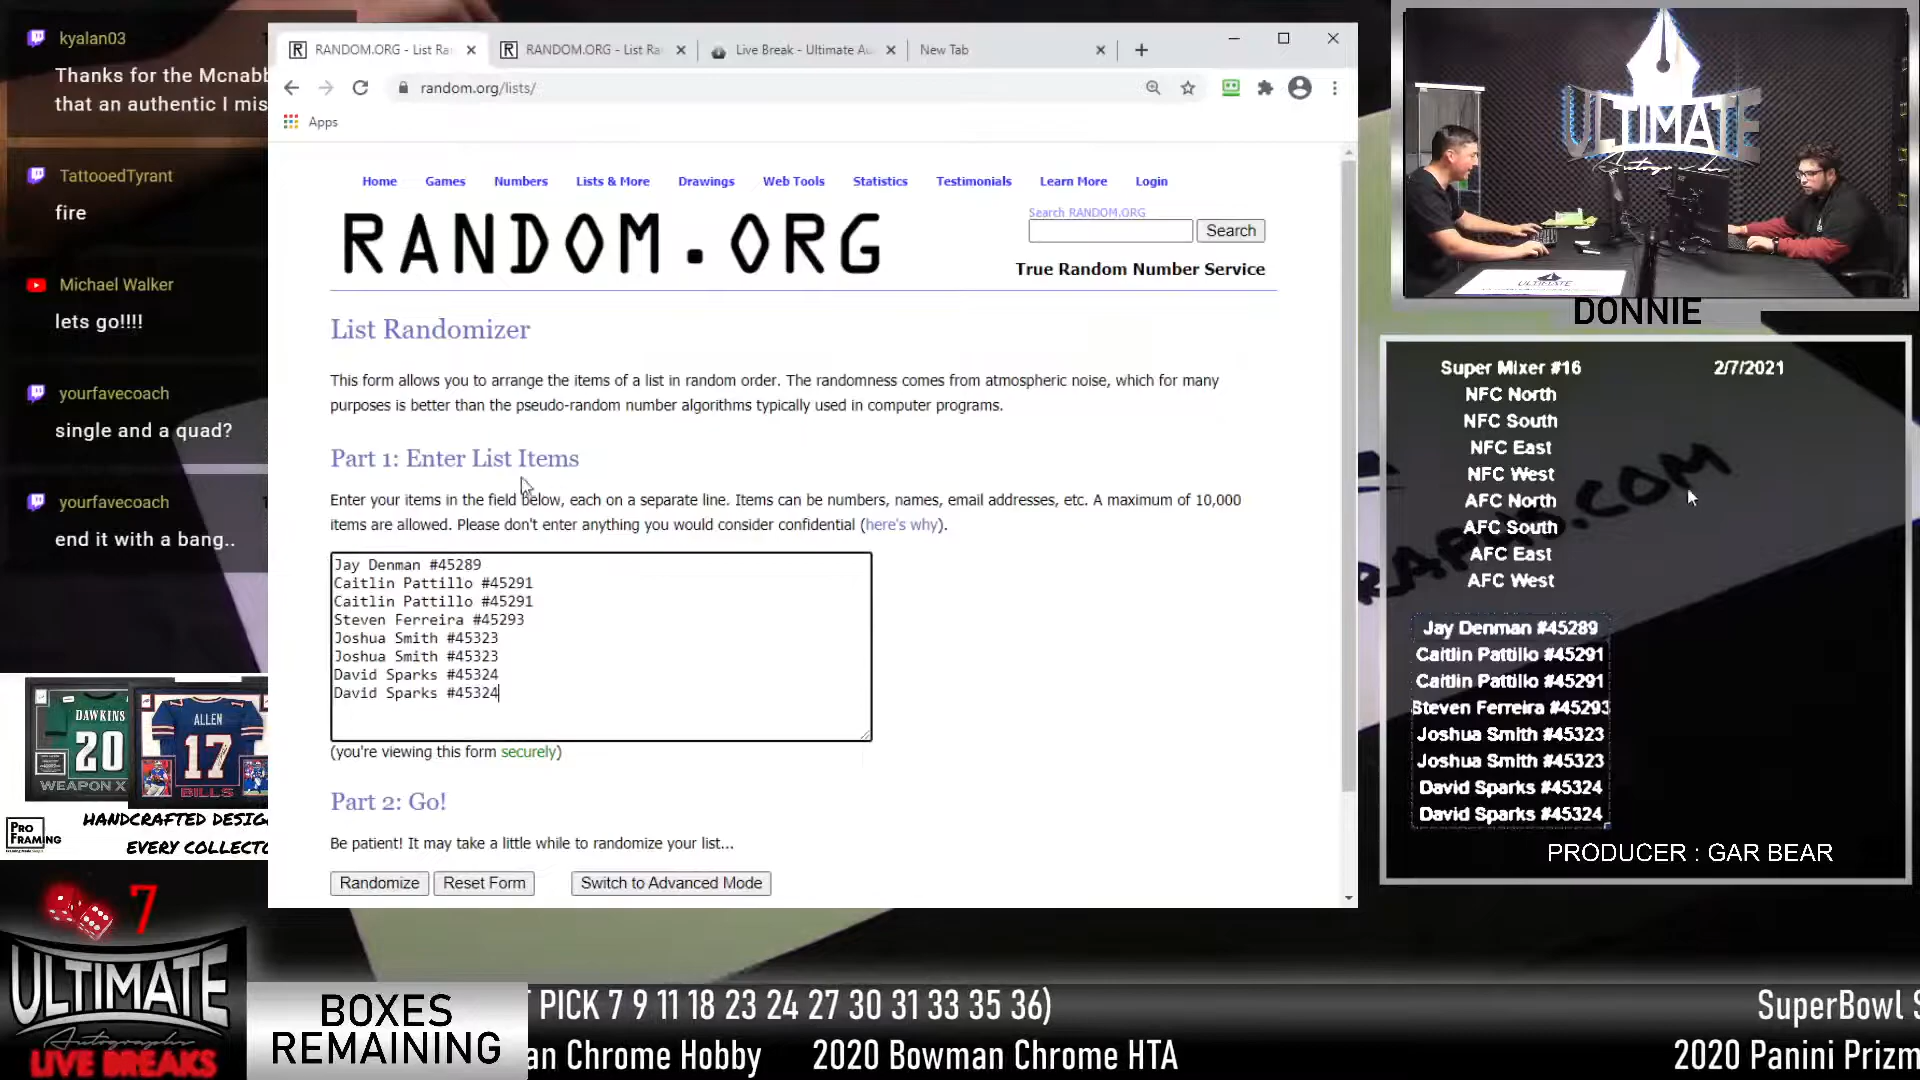 kyalan03
Thanks for the Mcnabb
that an authentic I mis
TattooedTyrant
fire
Michael Walker
lets go!!!!
yourfavecoach
single and a quad?
yourfavecoach
end it with a bang..
DAWKINS
20
WEAPON X
ALLEN
17
BILLS
PRO
FRAMING
HANDCRAFTED DESIG
EVERY COLLECTO
7
ULTIMATE
Autographs
LIVE BREAKS
RANDOM.ORG - List Ra
RANDOM.ORG - List Ra
Live Break - Ultimate Au
New Tab
random.org/lists/
Apps
Home Games Numbers Lists & More Drawings Web Tools Statistics Testimonials Learn More Login
RANDOM.ORG
Search RANDOM.ORG
Search
True Random Number Service
List Randomizer
This form allows you to arrange the items of a list in random order. The randomness comes from atmospheric noise, which for many
purposes is better than the pseudo-random number algorithms typically used in computer programs.
Part 1: Enter List Items
Enter your items in the field below, each on a separate line. Items can be numbers, names, email addresses, etc. A maximum of 10,000
items are allowed. Please don't enter anything you would consider confidential (here's why).
Jay Denman #45289
Caitlin Pattillo #45291
Caitlin Pattillo #45291
Steven Ferreira #45293
Joshua Smith #45323
Joshua Smith #45323
David Sparks #45324
David Sparks #45324
(you're viewing this form securely)
Part 2: Go!
Be patient! It may take a little while to randomize your list...
Randomize Reset Form Switch to Advanced Mode
ULTIMATE
Autographs
ULTIMATE
DONNIE
Super Mixer #16 2/7/2021
NFC North
NFC South
NFC East
NFC West
AFC North
AFC South
AFC East
AFC West
RAPHS.COM
Jay Denman #45289
Caitlin Pattillo #45291
Caitlin Pattillo #45291
Steven Ferreira #45293
Joshua Smith #45323
Joshua Smith #45323
David Sparks #45324
David Sparks #45324
PRODUCER : GAR BEAR
BOXES
REMAINING
T PICK 7 9 11 18 23 24 27 30 31 33 35 36) SuperBowl S
an Chrome Hobby 2020 Bowman Chrome HTA 2020 Panini Prizm